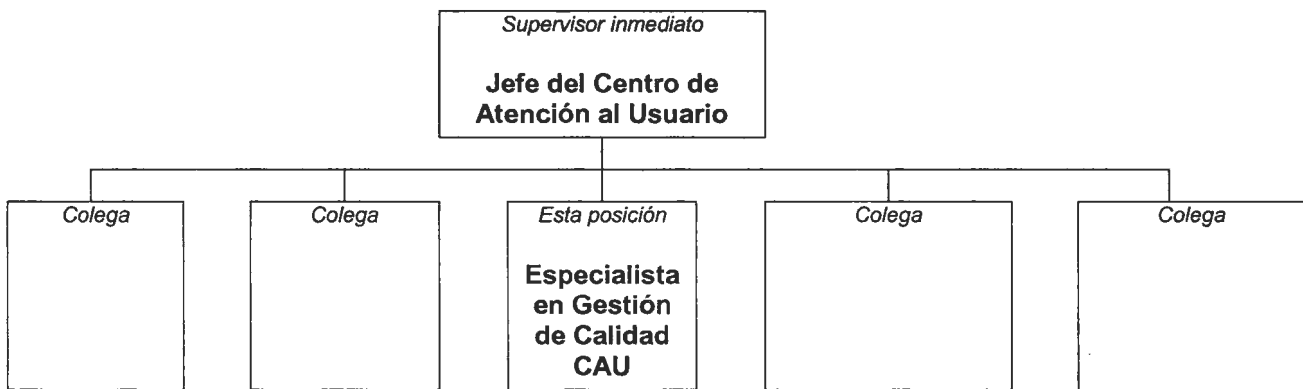 Supervisor inmediato
Jefe del Centro de
Atención al Usuario
Colega
Colega
Esta posición
Especialista
en Gestión
de Calidad
CAU
Colega
Colega